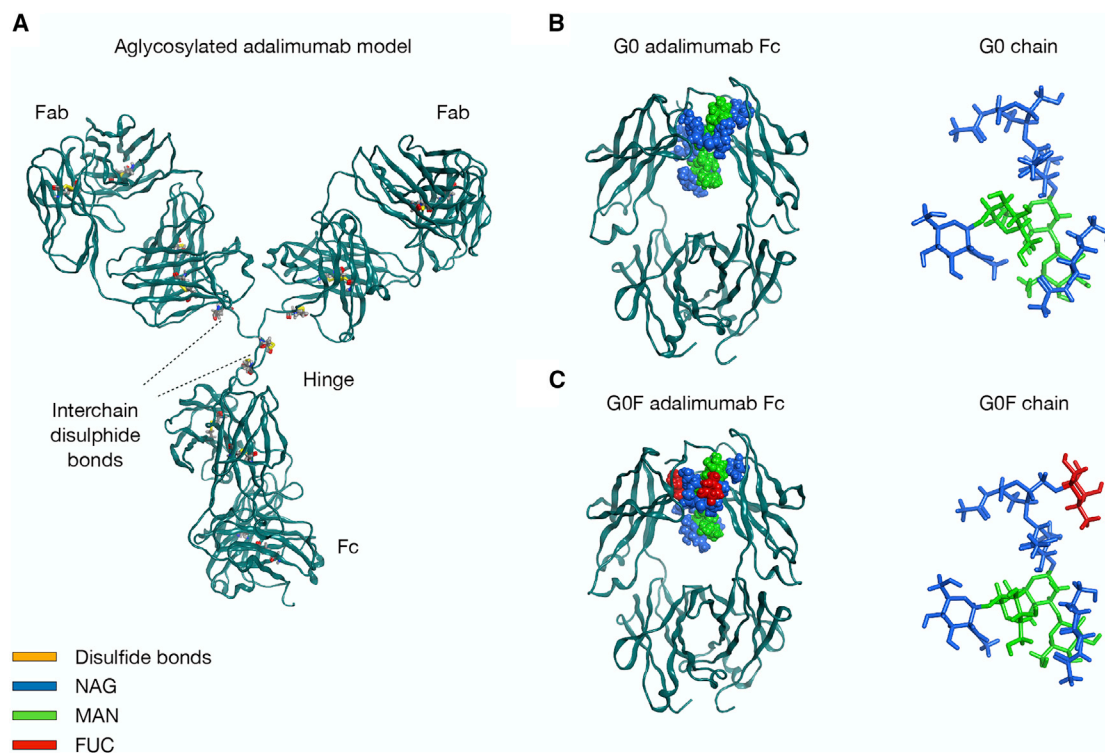 A
Aglycosylated adalimumab model
Fab
Fab
Interchain
disulphide
bonds
Hinge
Fc
Disulfide bonds
NAG
MAN
FUC
B
G0 adalimumab Fc
G0 chain
C
G0F adalimumab Fc
G0F chain